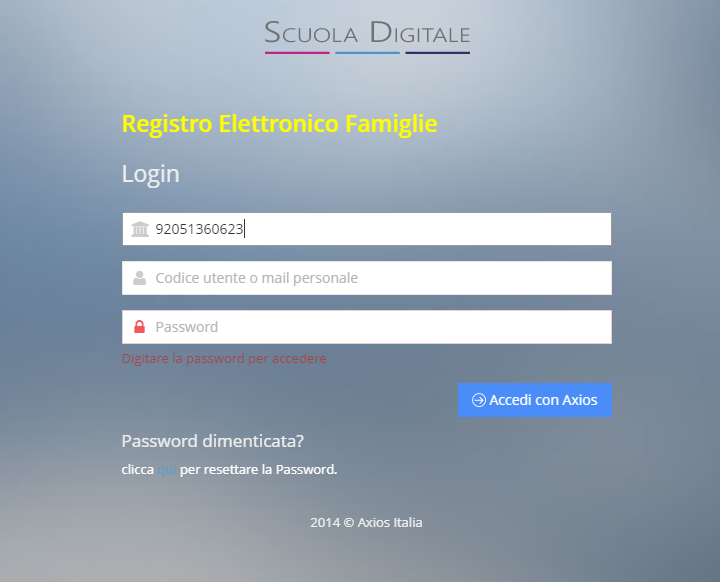 SCUOLA DIGITALE
Registro Elettronico Famiglie
Login
92051360623
Codice utente o mail personale
Password
Digitare la password per accedere
Accedi con Axios
Password dimenticata?
clicca qui per resettare la Password.
2014 © Axios Italia